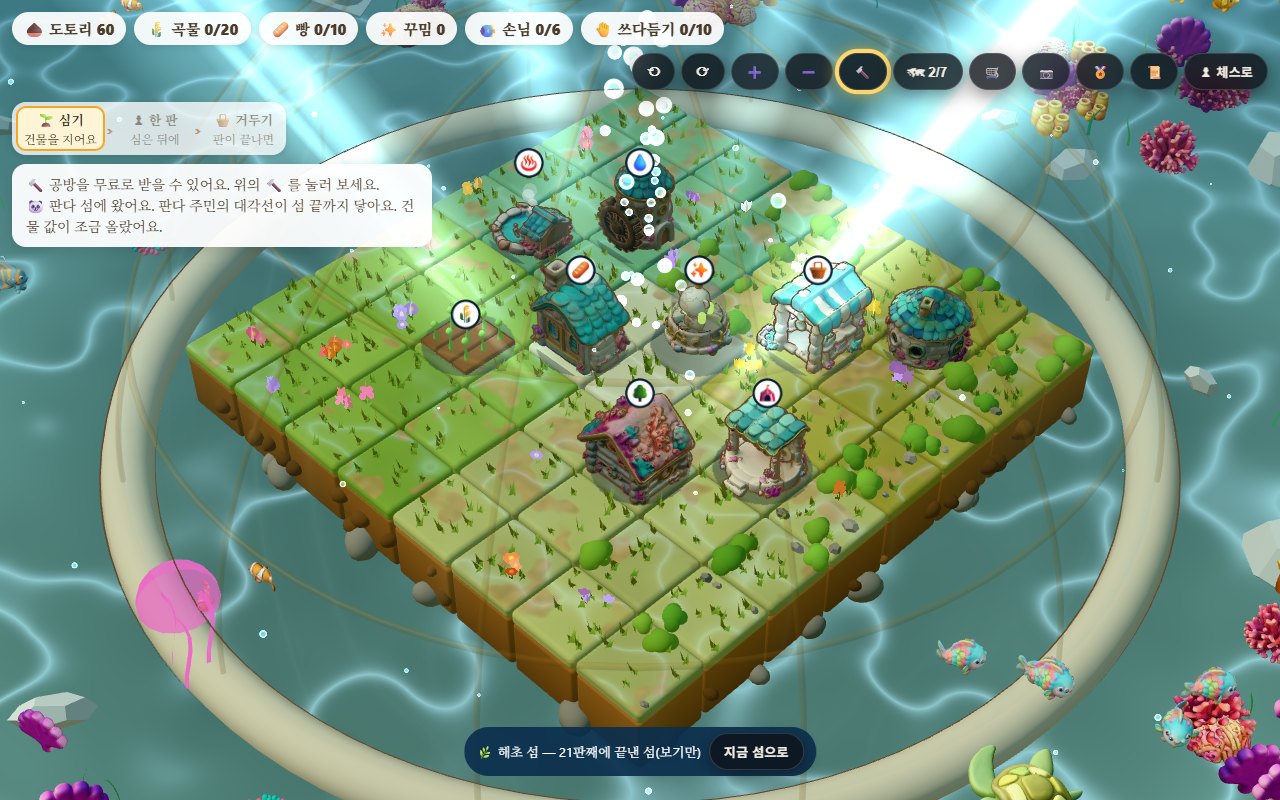 도토리 60
곡물 0/20
빵 0/10
꾸밈 0
손님 0/6
쓰다듬기 0/10
2/7
체스로
심기
건물을 지어요
한 판
심은 뒤에
거두기
판이 끝나면
공방을 무료로 받을 수 있어요. 위의 🔨 를 눌러 보세요.
판다 섬에 왔어요. 판다 주민의 대각선이 섬 끝까지 닿아요. 건
물 값이 조금 올랐어요.
해초 섬 — 21판째에 끝낸 섬(보기만)
지금 섬으로